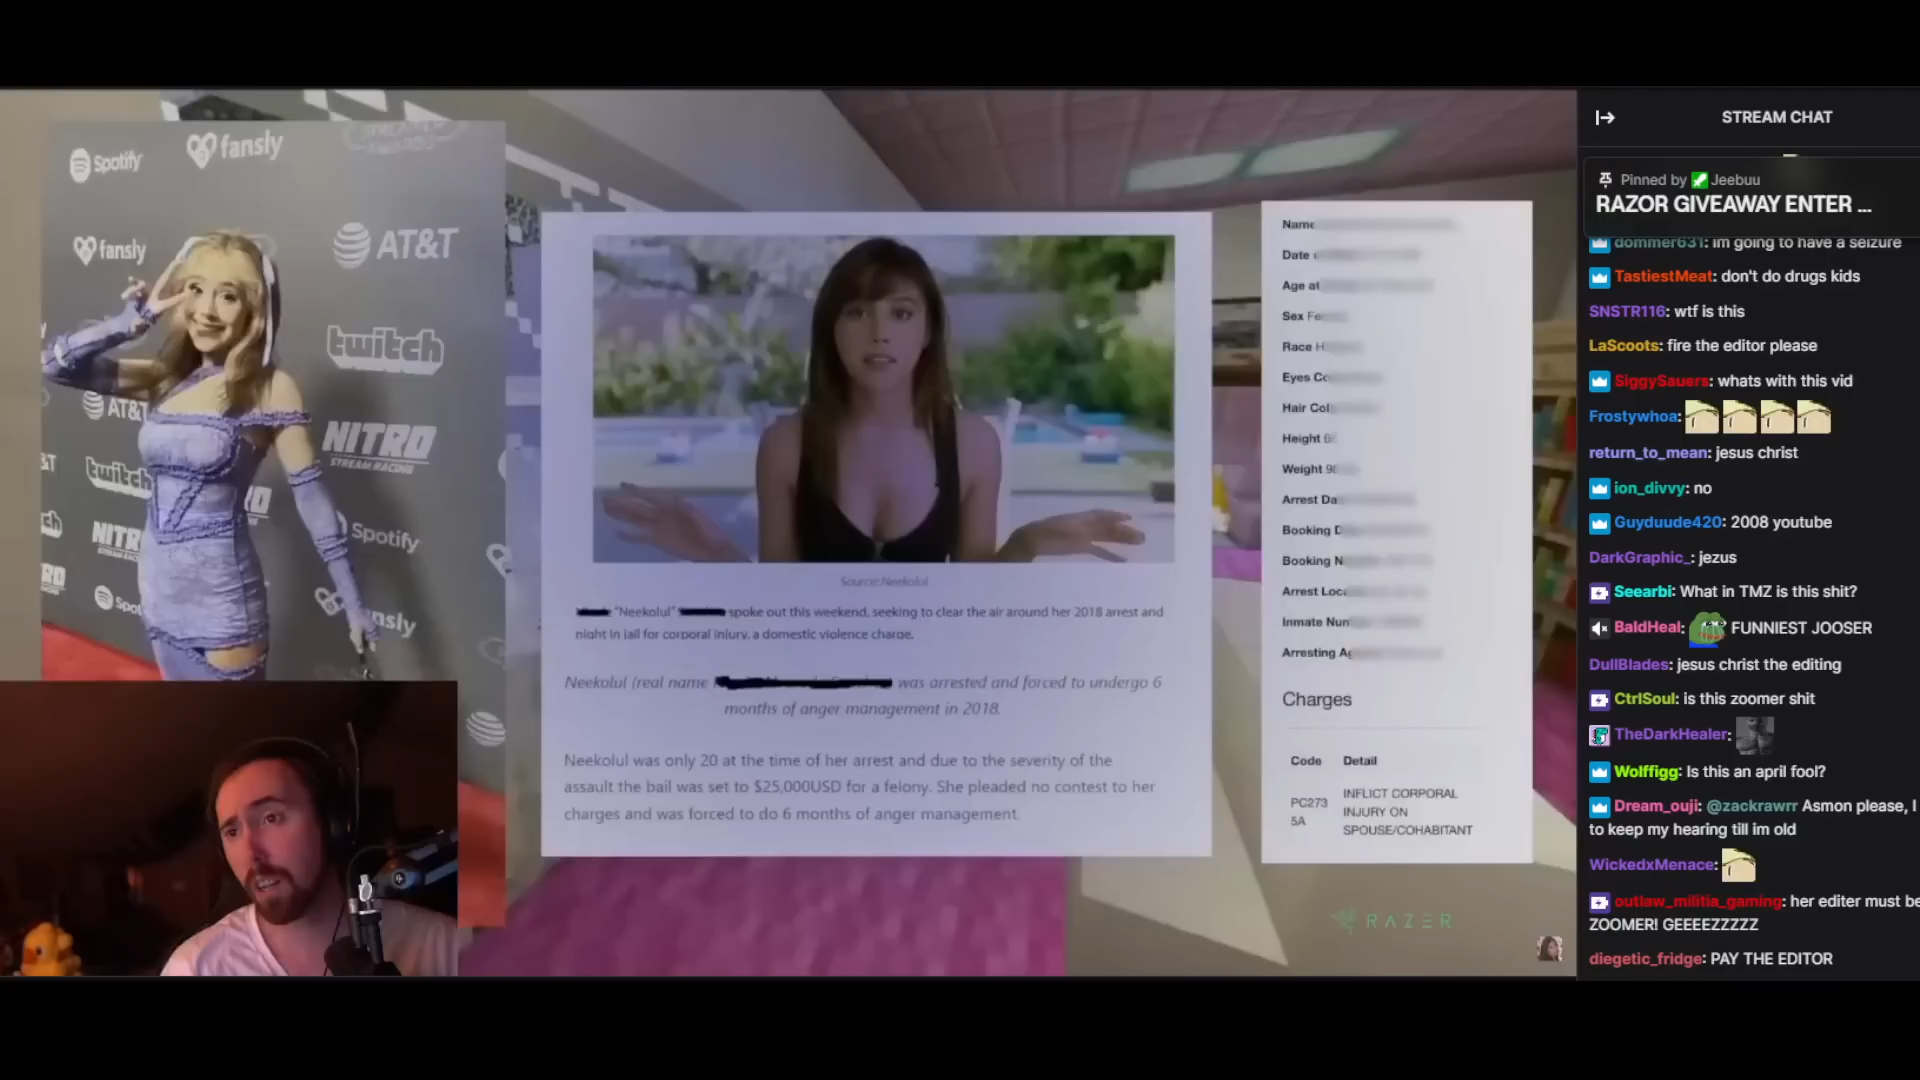 Spotify
fansly
fansly
AT&T
twitch
AT&T
NITRO
STREAM RACING
twitch
Spotify
Source: Neekolul
"Neekolul" spoke out this weekend, seeking to clear the air around her 2018 arrest and
night in jail for corporal injury, a domestic violence charge.
Neekolul (real name was arrested and forced to undergo 6
months of anger management in 2018.
Neekolul was only 20 at the time of her arrest and due to the severity of the
assault the bail was set to $25,000USD for a felony. She pleaded no contest to her
charges and was forced to do 6 months of anger management.
Name
Date
Age at
Sex
Race
Eyes
Hair
Height
Weight
Arrest
Booking
Booking
Arrest
Inmate
Arresting
Charges
Code Detail
PC273
5A
INFLICT CORPORAL
INJURY ON
SPOUSE/COHABITANT
RAZER
STREAM CHAT
Pinned by Jeebuu
RAZOR GIVEAWAY ENTER ...
dommer631: im going to have a seizure
TastiestMeat: don't do drugs kids
SNSTR116: wtf is this
LaScoots: fire the editor please
SiggySauers: whats with this vid
Frostywhoa:
return_to_mean: jesus christ
ion_divvy: no
Guyduude420: 2008 youtube
DarkGraphic_: jezus
Seearbi: What in TMZ is this shit?
BaldHeal: FUNNIEST JOOSER
DullBlades: jesus christ the editing
CtrlSoul: is this zoomer shit
TheDarkHealer:
Wolffigg: Is this an april fool?
Dream_ouji: @zackrawrr Asmon please, I
to keep my hearing till im old
WickedxMenace:
outlaw_militia_gaming: her editer must be
ZOOMER! GEEEEZZZZZ
diegetic_fridge: PAY THE EDITOR